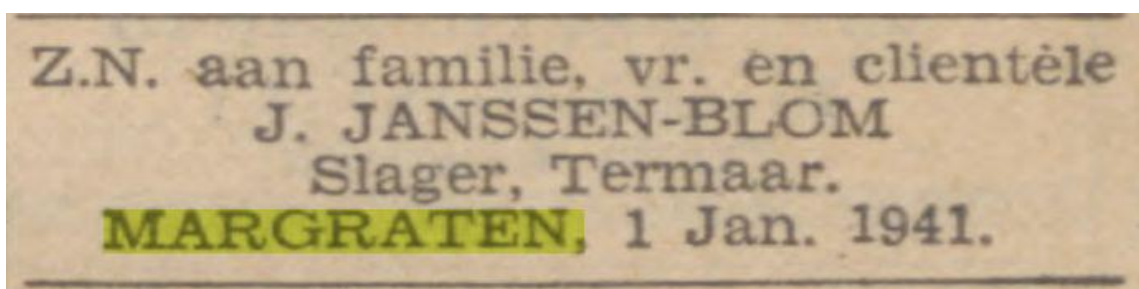 Z.N. aan familie, vr. en clientèle
J. JANSSEN-BLOM
Slager, Termaar.
MARGRATEN, 1 Jan. 1941.